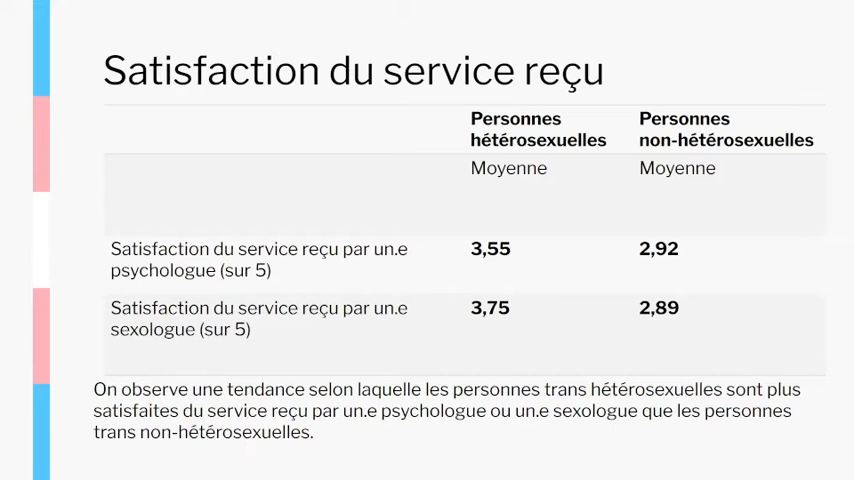 Satisfaction du service reçu
Personnes hétérosexuelles
Personnes non-hétérosexuelles
Moyenne
Moyenne
Satisfaction du service reçu par un.e
psychologue (sur 5)
3,55
2,92
Satisfaction du service reçu par un.e
sexologue (sur 5)
3,75
2,89
On observe une tendance selon laquelle les personnes trans hétérosexuelles sont plus
satisfaites du service reçu par un.e psychologue ou un.e sexologue que les personnes
trans non-hétérosexuelles.